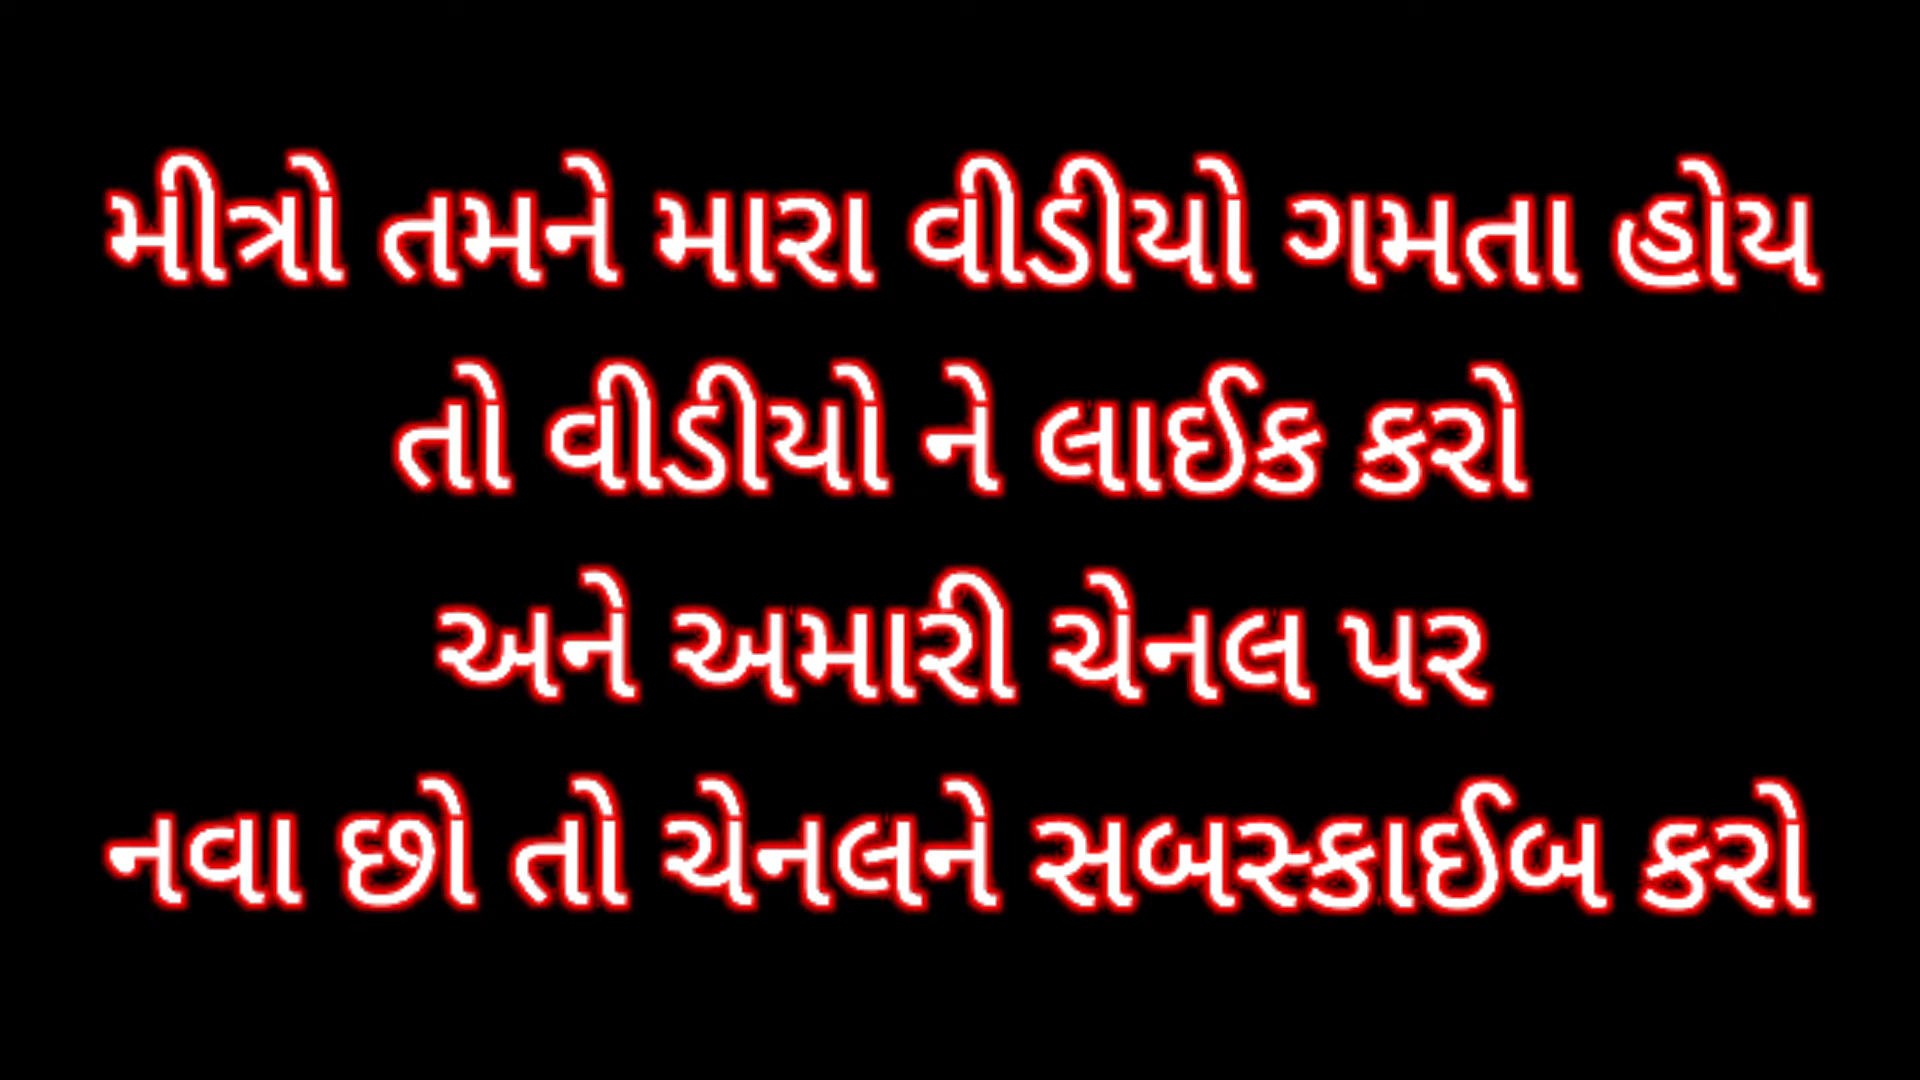 મીત્રો તમને મારા વીડીયો ગમતા હોય
તો વીડીયો ને લાઈક કરો
અને અમારી ચેનલ પર
નવા છો તો ચેનલને સબસ્કાઈબ કરો